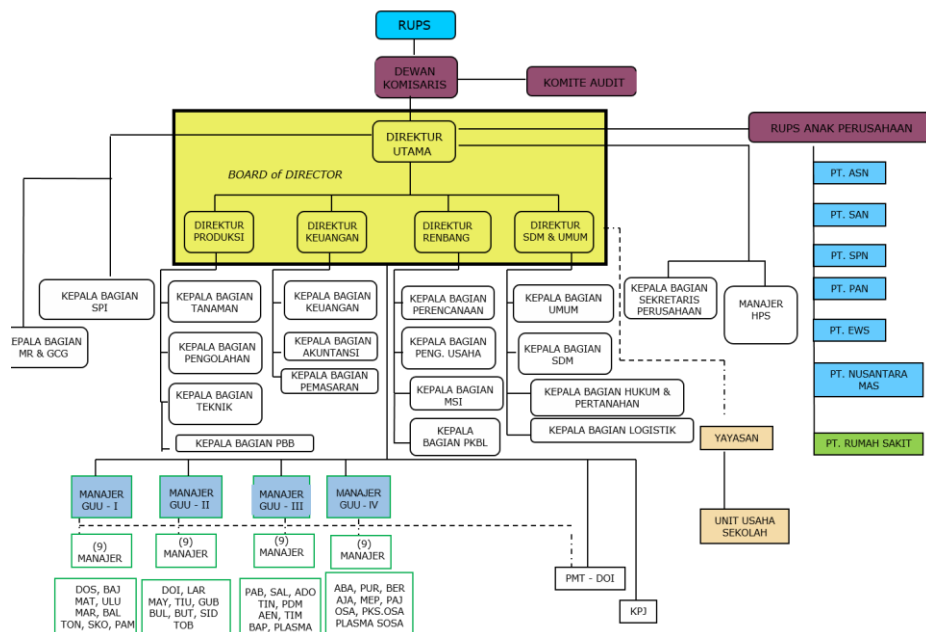 RUPS
DEWAN
KOMISARIS
KOMITE AUDIT
RUPS ANAK PERUSAHAAN
DIREKTUR
UTAMA
BOARD of DIRECTOR
DIREKTUR
PRODUKSI
DIREKTUR
KEUANGAN
DIREKTUR
RENBANG
DIREKTUR
SDM & UMUM
PT. ASN
PT. SAN
PT. SPN
PT. PAN
PT. EWS
PT. NUSANTARA
MAS
PT. RUMAH SAKIT
KEPALA BAGIAN
SPI
KEPALA BAGIAN
MR & GCG
KEPALA BAGIAN
TANAMAN
KEPALA BAGIAN
PENGOLAHAN
KEPALA BAGIAN
TEKNIK
KEPALA BAGIAN PBB
KEPALA BAGIAN
KEUANGAN
KEPALA BAGIAN
AKUNTANSI
KEPALA BAGIAN
PEMASARAN
KEPALA BAGIAN
PERENCANAAN
KEPALA BAGIAN
PENG. USAHA
KEPALA BAGIAN
MSI
KEPALA
BAGIAN PKBL
KEPALA BAGIAN
UMUM
KEPALA BAGIAN
SDM
KEPALA BAGIAN HUKUM &
PERTANAHAN
KEPALA BAGIAN LOGISTIK
KEPALA BAGIAN
SEKRETARIS
PERUSAHAAN
MANAJER
HPS
YAYASAN
UNIT USAHA
SEKOLAH
MANAJER
GUU - I
MANAJER
GUU - II
MANAJER
GUU - III
MANAJER
GUU -IV
(9)
MANAJER
(9)
MANAJER
(9)
MANAJER
(9)
MANAJER
DOS, BAJ
MAT, ULU
MAR, BAL
TON, SKO, PAM
DOI, LAR
MAY, TIU, GUB
BUL, BUT, SID
TOB
PAB, SAL, ADO
TIN, PDM
AEN, TIM
BAP, PLASMA
ABA, PUR, BER
AJA, MEP, PAJ
OSA, PKS.OSA
PLASMA SOSA
PMT - DOI
KPJ